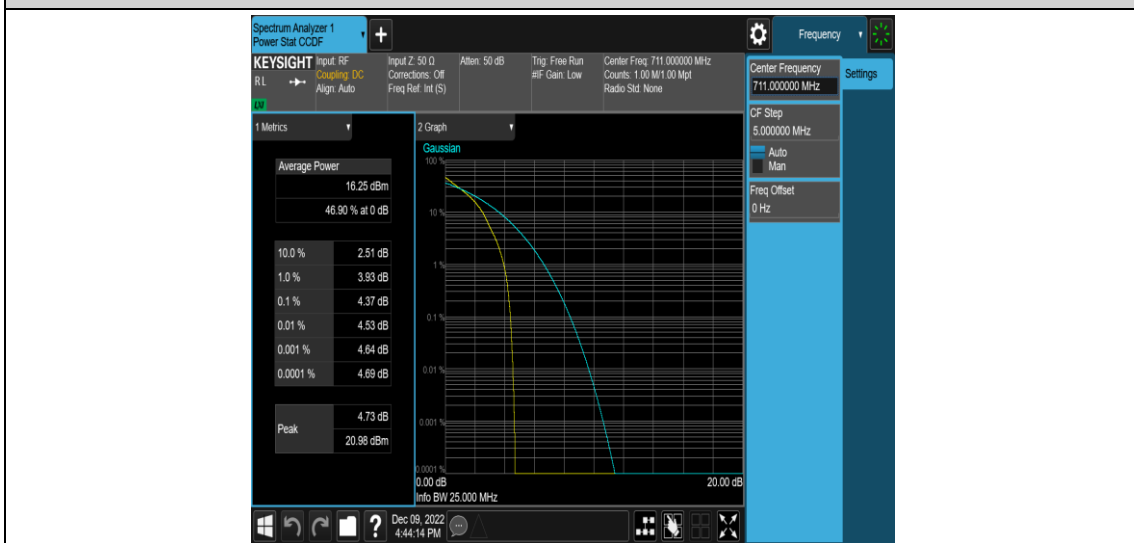 Spectrum Analyzer 1
Power Stat CCDF
+
Frequency
KEYSIGHT
RL
LXI
Input: RF
Coupling: DC
Align: Auto
Input Z: 50 Ω
Corrections: Off
Freq Ref: Int (S)
Atten: 50 dB
Trig: Free Run
#IF Gain: Low
Center Freq: 711.000000 MHz
Counts: 1.00 M/1.00 Mpt
Radio Std: None
Center Frequency
711.000000 MHz
Settings
CF Step
5.000000 MHz
Auto
Man
Freq Offset
0 Hz
1 Metrics
Average Power
16.25 dBm
46.90 % at 0 dB
10.0 % 2.51 dB
1.0 % 3.93 dB
0.1 % 4.37 dB
0.01 % 4.53 dB
0.001 % 4.64 dB
0.0001 % 4.69 dB
Peak 4.73 dB
20.98 dBm
2 Graph
Gaussian
100 %
10 %
1 %
0.1 %
0.01 %
0.001 %
0.0001 %
0.00 dB 20.00 dB
Info BW 25.000 MHz
?
Dec 09, 2022
4:44:14 PM